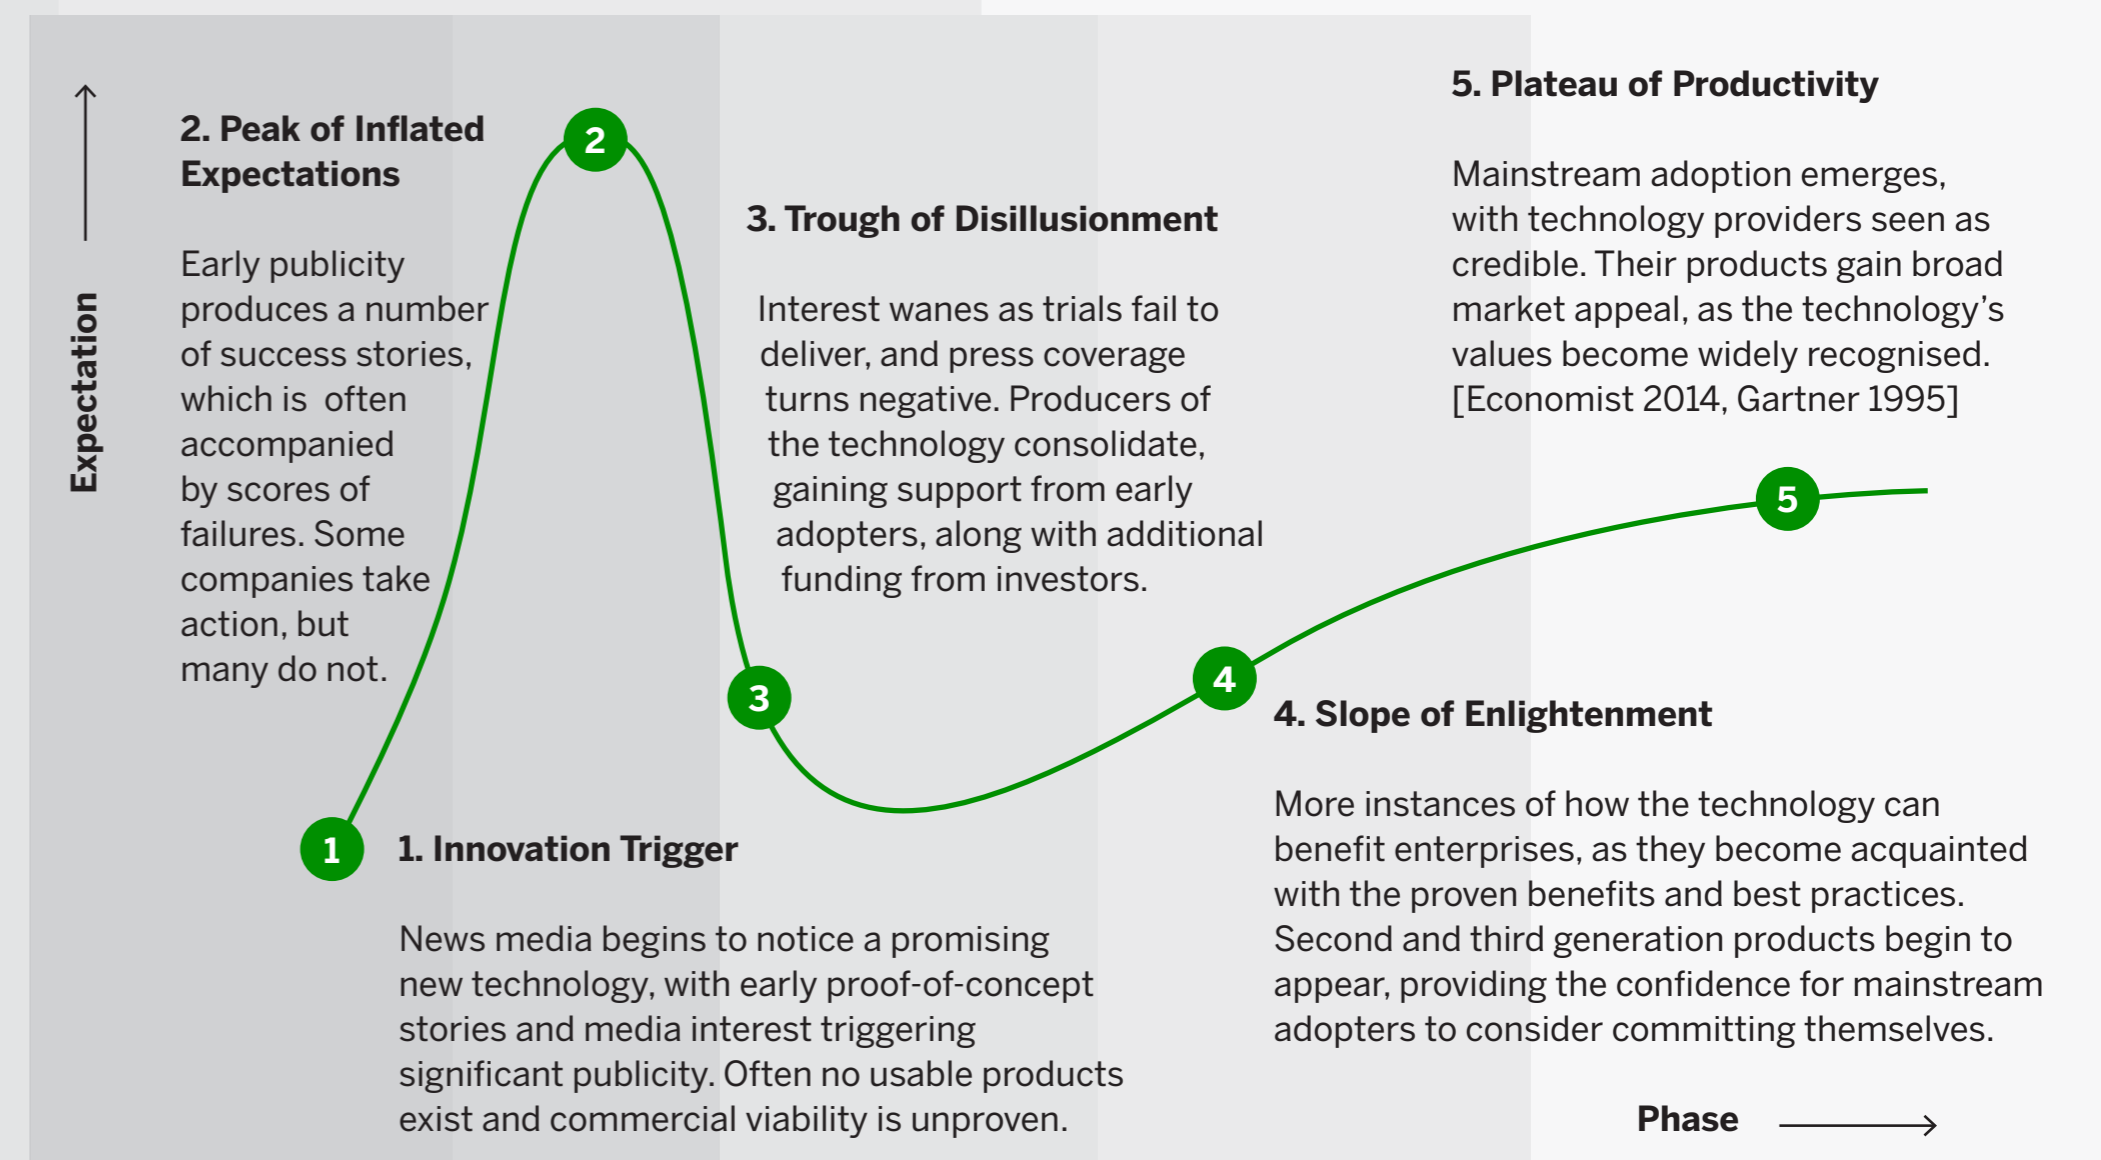 Expectation
2. Peak of Inflated
Expectations
Early publicity
produces a number
of success stories,
which is  often
accompanied
by scores of
failures. Some
companies take
action, but
many do not.
2
3. Trough of Disillusionment
Interest wanes as trials fail to
deliver, and press coverage
turns negative. Producers of
the technology consolidate,
gaining support from early
adopters, along with additional
funding from investors.
5. Plateau of Productivity
Mainstream adoption emerges,
with technology providers seen as
credible. Their products gain broad
market appeal, as the technology’s
values become widely recognised.
[Economist 2014, Gartner 1995]
5
3
4
1
1. Innovation Trigger
News media begins to notice a promising
new technology, with early proof-of-concept
stories and media interest triggering
significant publicity. Often no usable products
exist and commercial viability is unproven.
4. Slope of Enlightenment
More instances of how the technology can
benefit enterprises, as they become acquainted
with the proven benefits and best practices.
Second and third generation products begin to
appear, providing the confidence for mainstream
adopters to consider committing themselves.
Phase